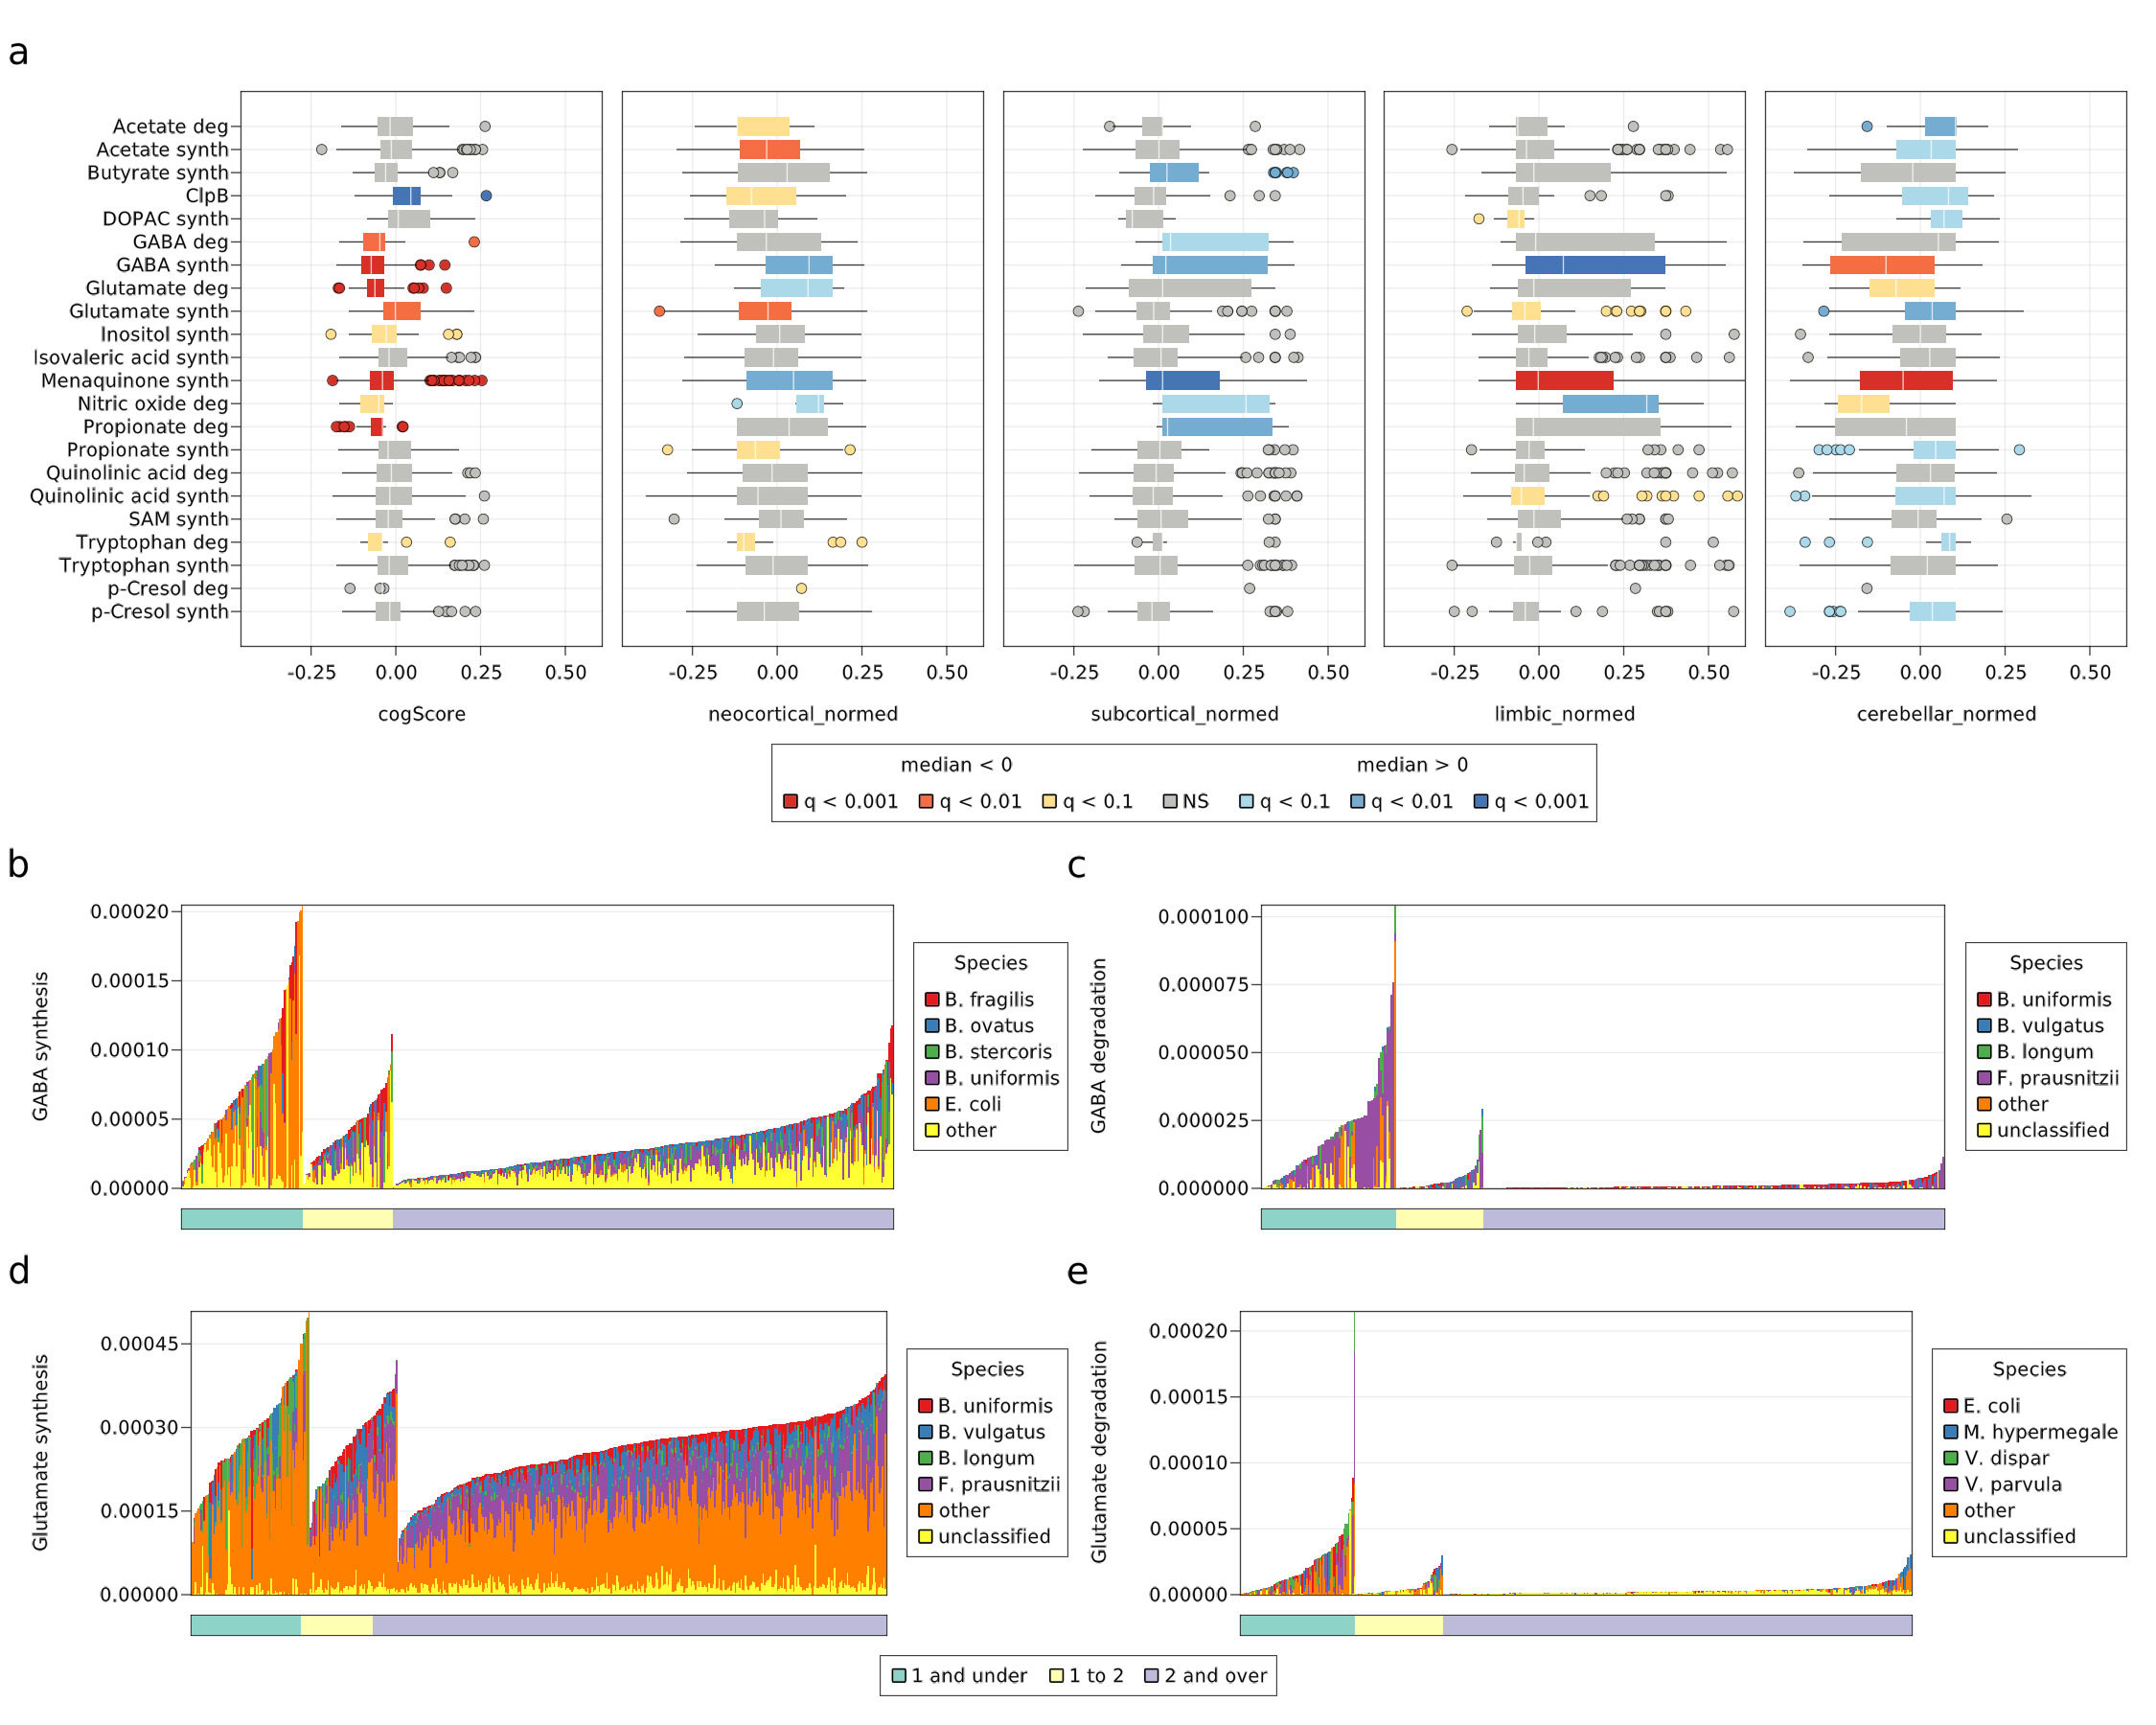 a
Acetate deg
Acetate synth
Butyrate synth
ClpB
DOPAC synth
GABA deg
GABA synth
Glutamate deg
Glutamate synth
Inositol synth
Isovaleric acid synth
Menaquinone synth
Nitric oxide deg
Propionate deg
Propionate synth
Quinolinic acid deg
Quinolinic acid synth
SAM synth
Tryptophan deg
Tryptophan synth
p-Cresol deg
p-Cresol synth
-0.25 0.00 0.25 0.50 -0.25 0.00 0.25 0.50 -0.25 0.00 0.25 0.50 -0.25 0.00 0.25 0.50 -0.25 0.00 0.25 0.50
cogScore neocortical_normed subcortical_normed limbic_normed cerebellar_normed
median < 0 median > 0
q < 0.001 q < 0.01 q < 0.1 NS q < 0.1 q < 0.01 q < 0.001
b
GABA synthesis
0.00020
0.00015
0.00010
0.00005
0.00000
Species
B. fragilis
B. ovatus
B. stercoris
B. uniformis
E. coli
other
c
GABA degradation
0.000100
0.000075
0.000050
0.000025
0.000000
Species
B. uniformis
B. vulgatus
B. longum
F. prausnitzii
other
unclassified
d
Glutamate synthesis
0.00045
0.00030
0.00015
0.00000
Species
B. uniformis
B. vulgatus
B. longum
F. prausnitzii
other
unclassified
e
Glutamate degradation
0.00020
0.00015
0.00010
0.00005
0.00000
Species
E. coli
M. hypermegale
V. dispar
V. parvula
other
unclassified
1 and under 1 to 2 2 and over